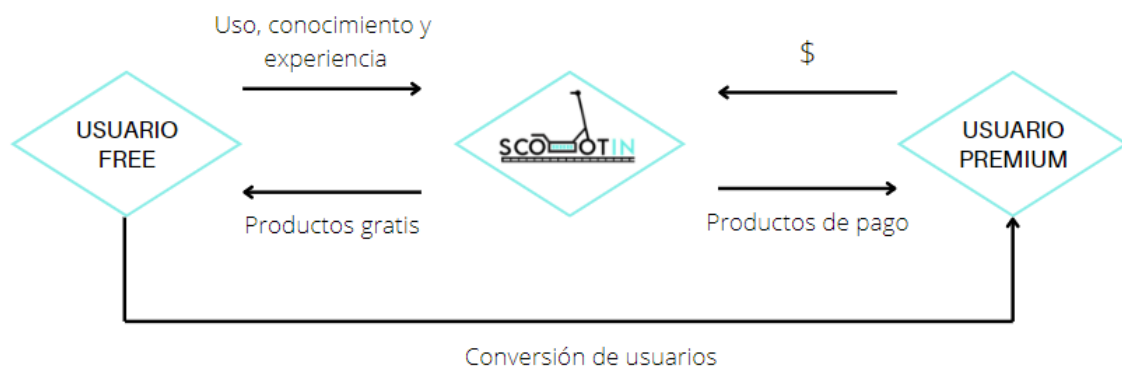 Uso, conocimiento y
experiencia
$
USUARIO
FREE
SCOOTIN
USUARIO
PREMIUM
Productos gratis
Productos de pago
Conversión de usuarios